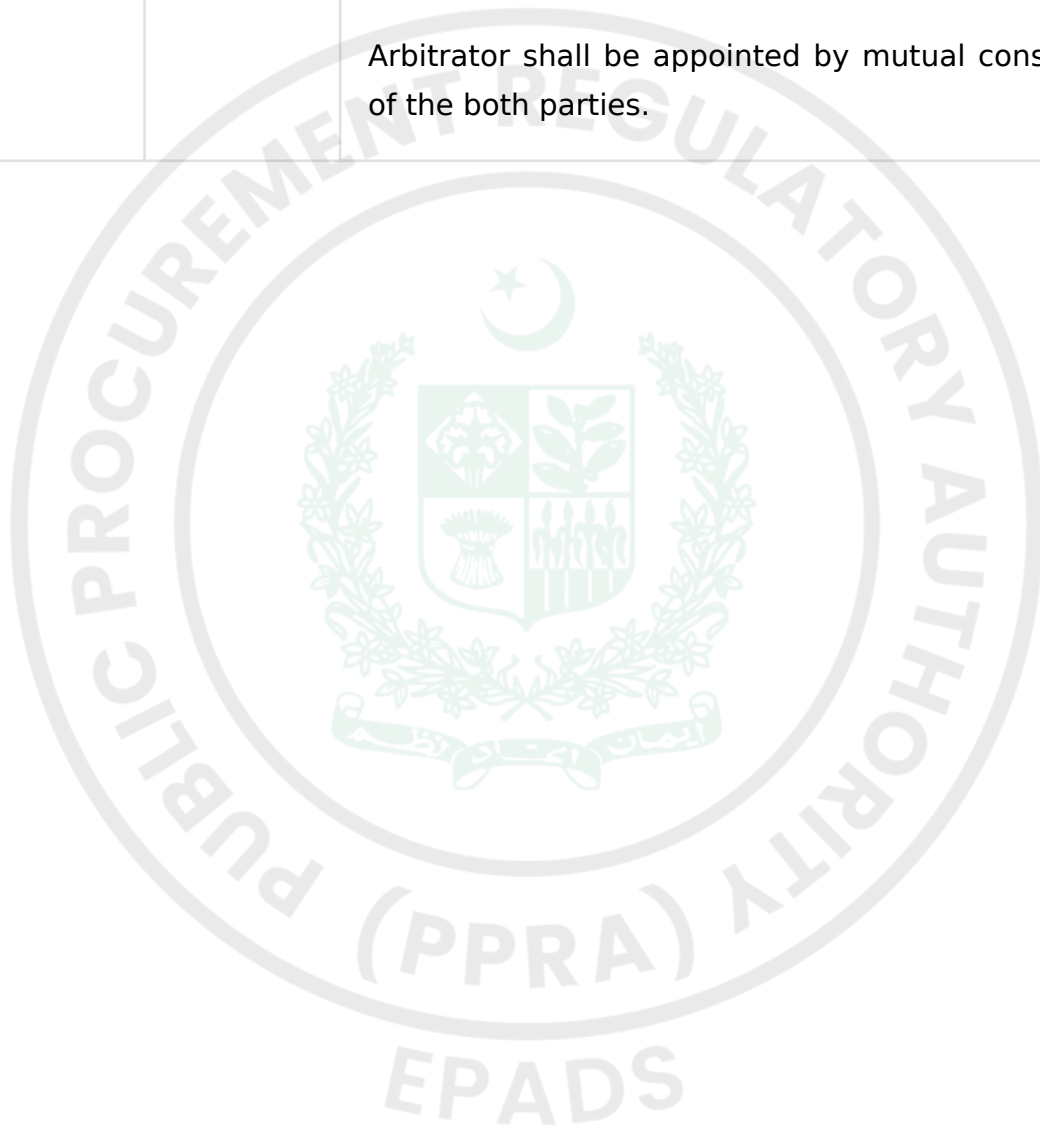 Arbitrator shall be appointed by mutual cons
of the both parties.
PUBLIC PROCUREMENT REGULATORY AUTHORITY
(PPRA)
EPADS